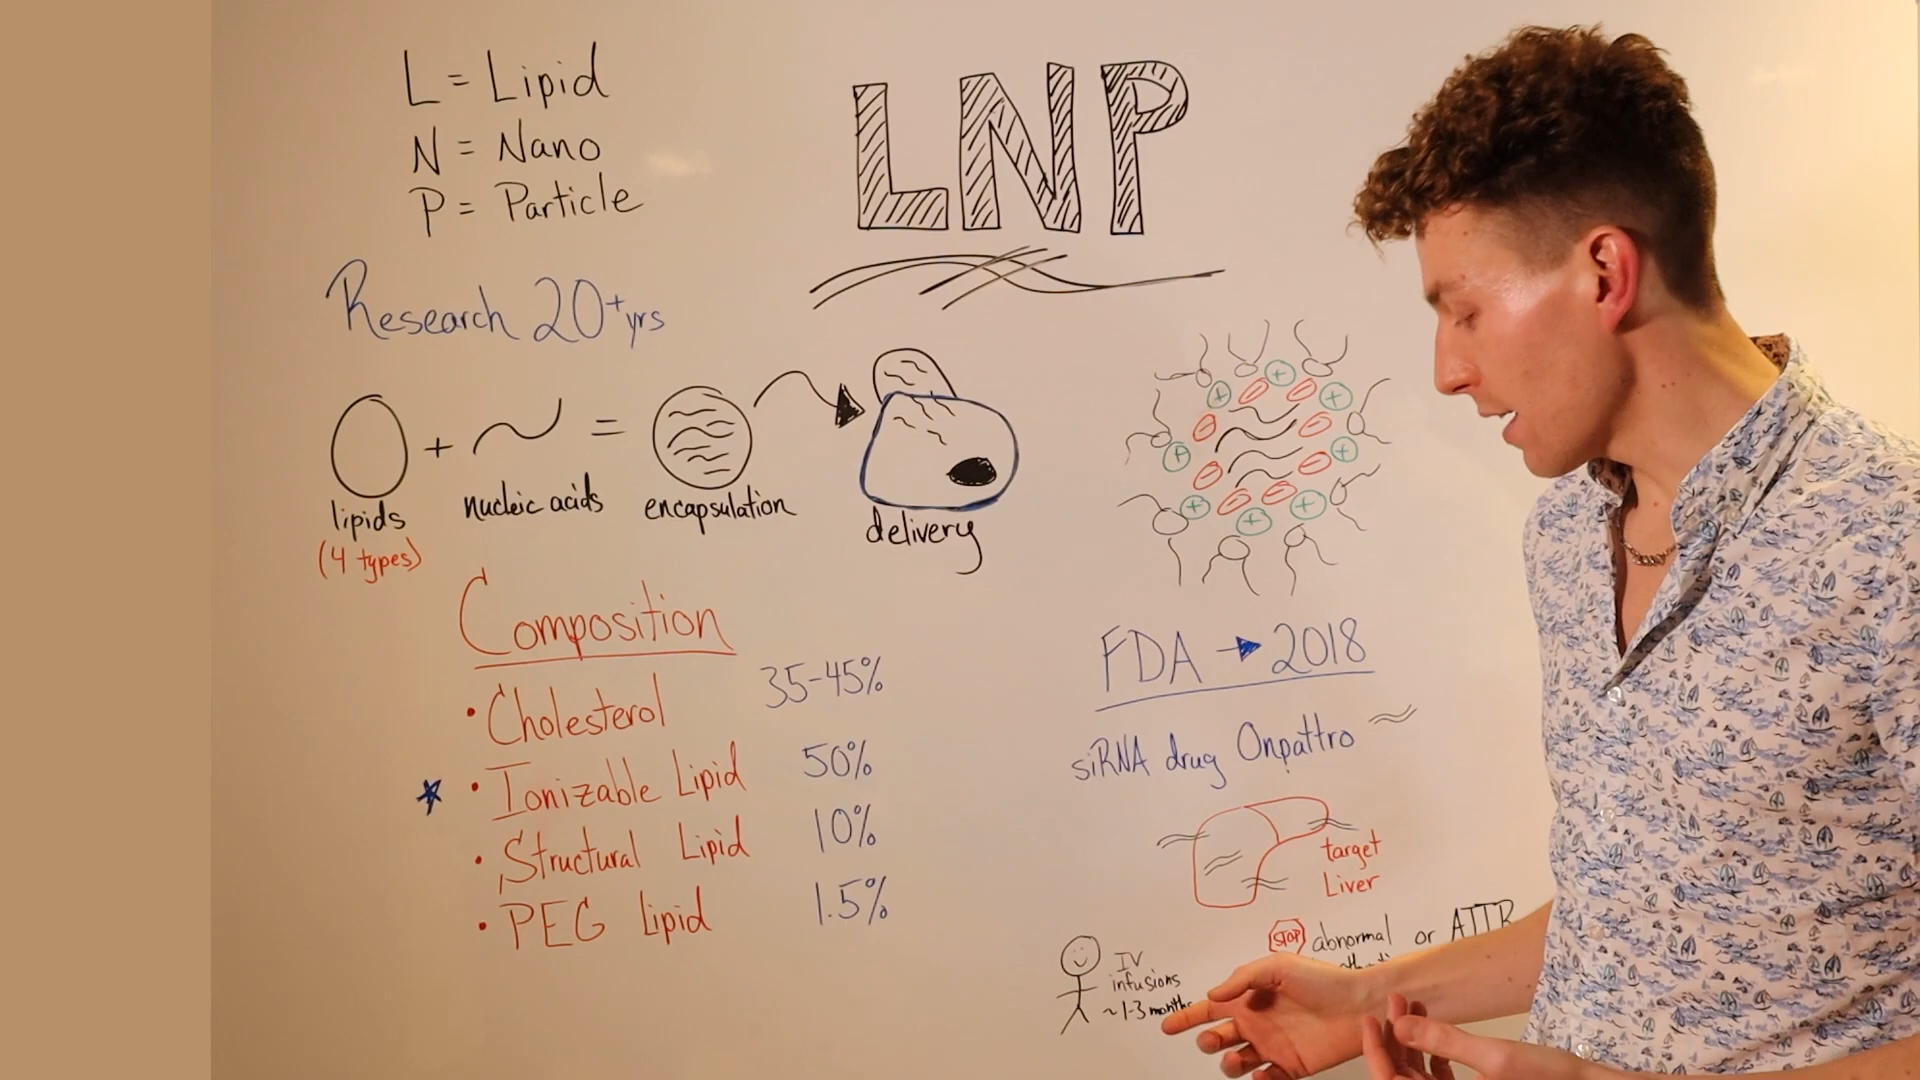 L = Lipid
N = Nano
P = Particle
LNP
Research 20+yrs
lipids
(4 types)
+
nucleic acids
=
encapsulation
delivery
Composition
• Cholesterol 35-45%
• Ionizable Lipid 50%
• Structural Lipid 10%
• PEG Lipid 1.5%
FDA → 2018
siRNA drug Onpattro
target
Liver
STOP abnormal or ATTR
IV
infusions
~1-3 months